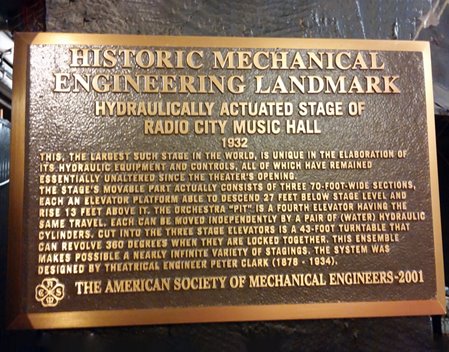 HISTORIC MECHANICAL
ENGINEERING LANDMARK
HYDRAULICALLY ACTUATED STAGE OF
RADIO CITY MUSIC HALL
1932
THIS, THE LARGEST SUCH STAGE IN THE WORLD, IS UNIQUE IN THE ELABORATION OF
ITS HYDRAULIC EQUIPMENT AND CONTROLS, ALL OF WHICH HAVE REMAINED
ESSENTIALLY UNALTERED SINCE THE THEATER'S OPENING.
THE STAGE'S MOVABLE PART ACTUALLY CONSISTS OF THREE 70-FOOT-WIDE SECTIONS,
EACH AN ELEVATOR PLATFORM ABLE TO DESCEND 27 FEET BELOW STAGE LEVEL AND
RISE 13 FEET ABOVE IT. THE ORCHESTRA "PIT" IS A FOURTH ELEVATOR HAVING THE
SAME TRAVEL. EACH CAN BE MOVED INDEPENDENTLY BY A PAIR OF (WATER) HYDRAULIC
CYLINDERS. CUT INTO THE THREE STAGE ELEVATORS IS A 43-FOOT TURNTABLE THAT
CAN REVOLVE 360 DEGREES WHEN THEY ARE LOCKED TOGETHER. THIS ENSEMBLE
MAKES POSSIBLE A NEARLY INFINITE VARIETY OF STAGINGS. THE SYSTEM WAS
DESIGNED BY THEATRICAL ENGINEER PETER CLARK (1878 - 1934).
THE AMERICAN SOCIETY OF MECHANICAL ENGINEERS-2001